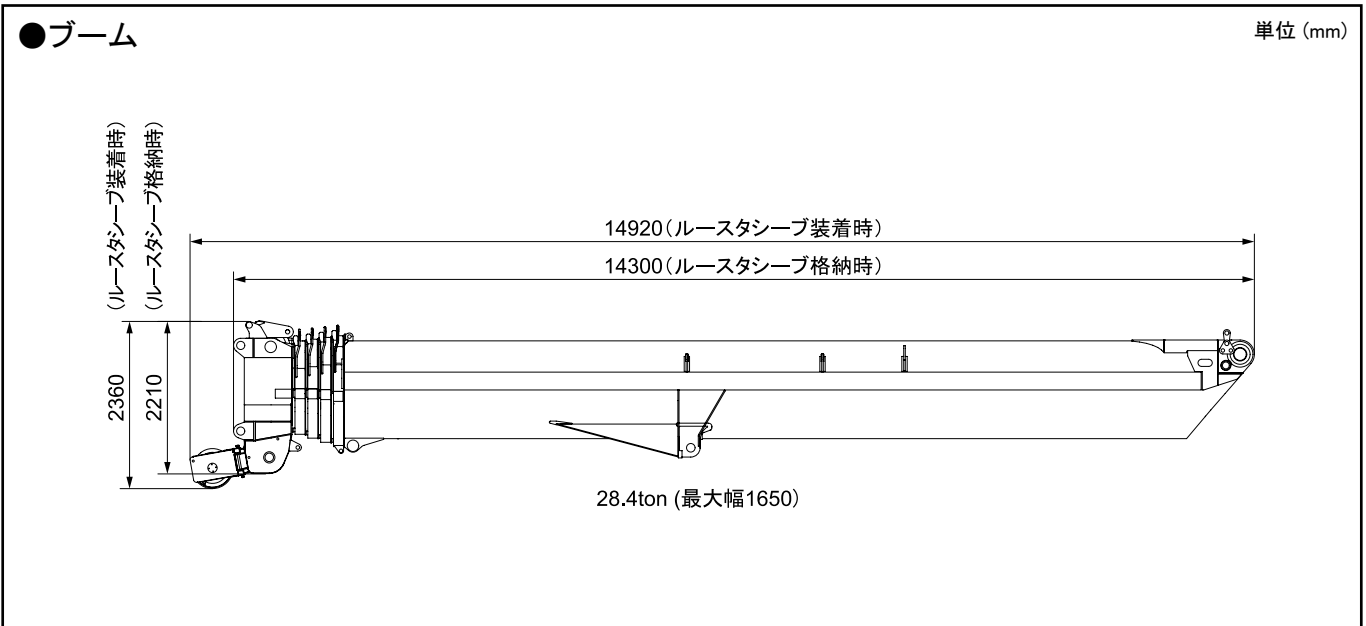 ●ブーム
単位 (mm)
(ルースタシーブ装着時)
(ルースタシーブ格納時)
14920(ルースタシーブ装着時)
14300(ルースタシーブ格納時)
2360
2210
28.4ton (最大幅1650)